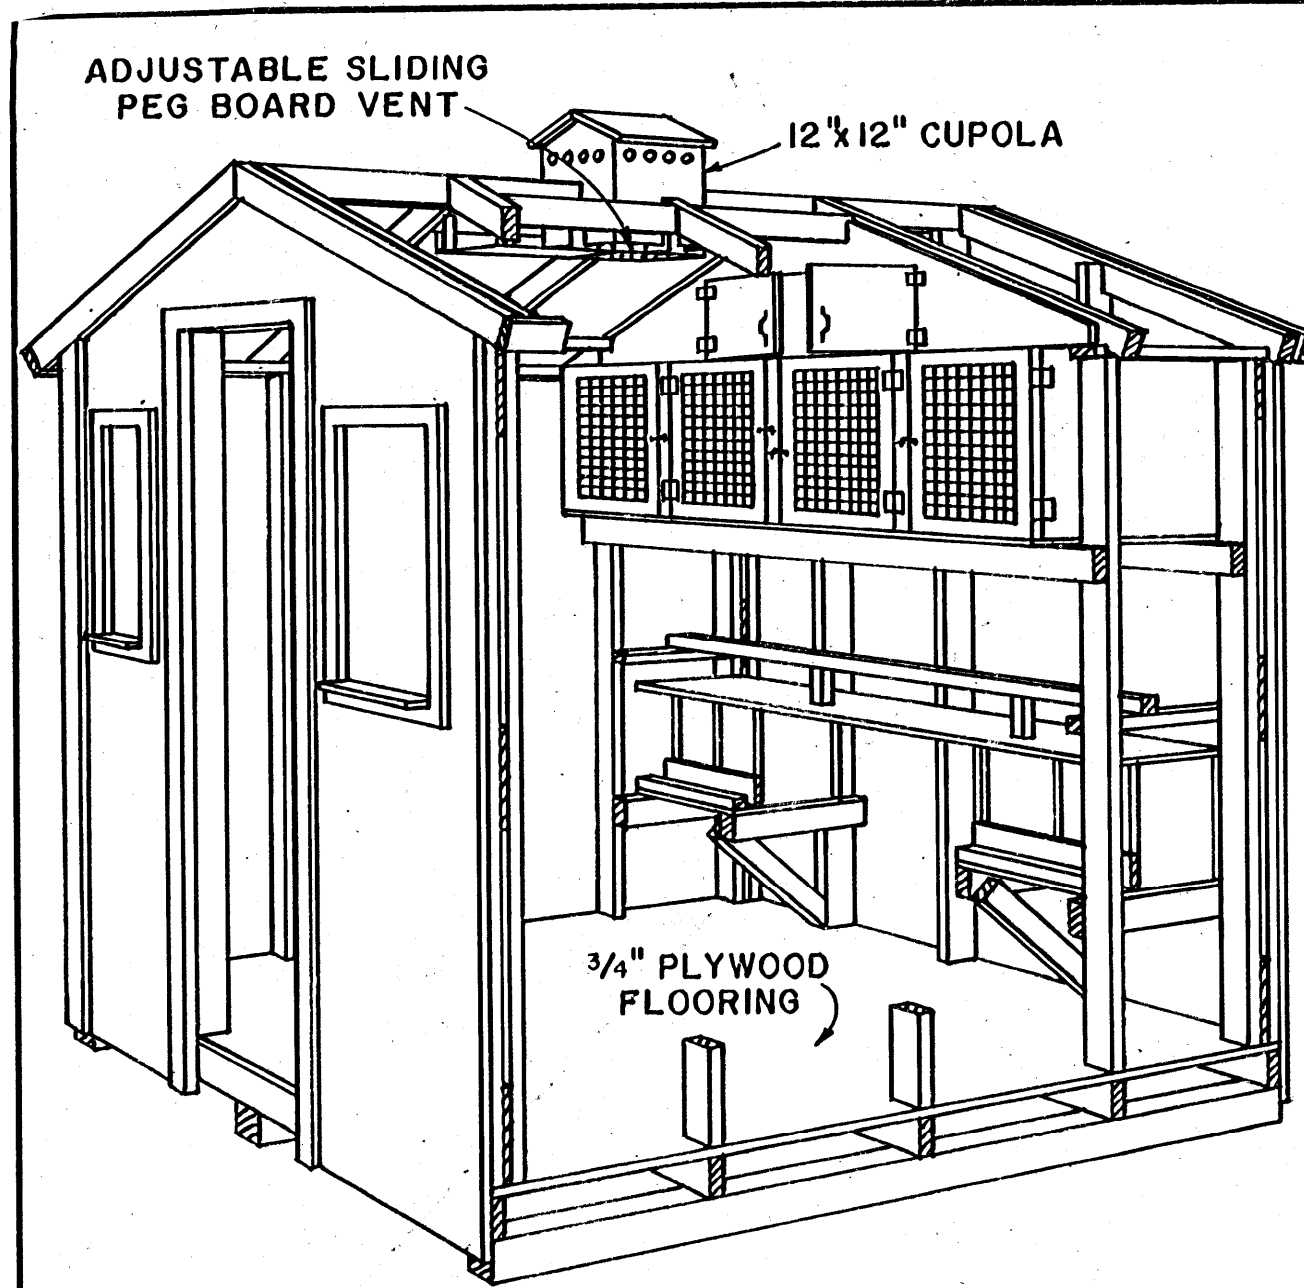 ADJUSTABLE SLIDING
PEG BOARD VENT
12"x12" CUPOLA
3/4" PLYWOOD
FLOORING